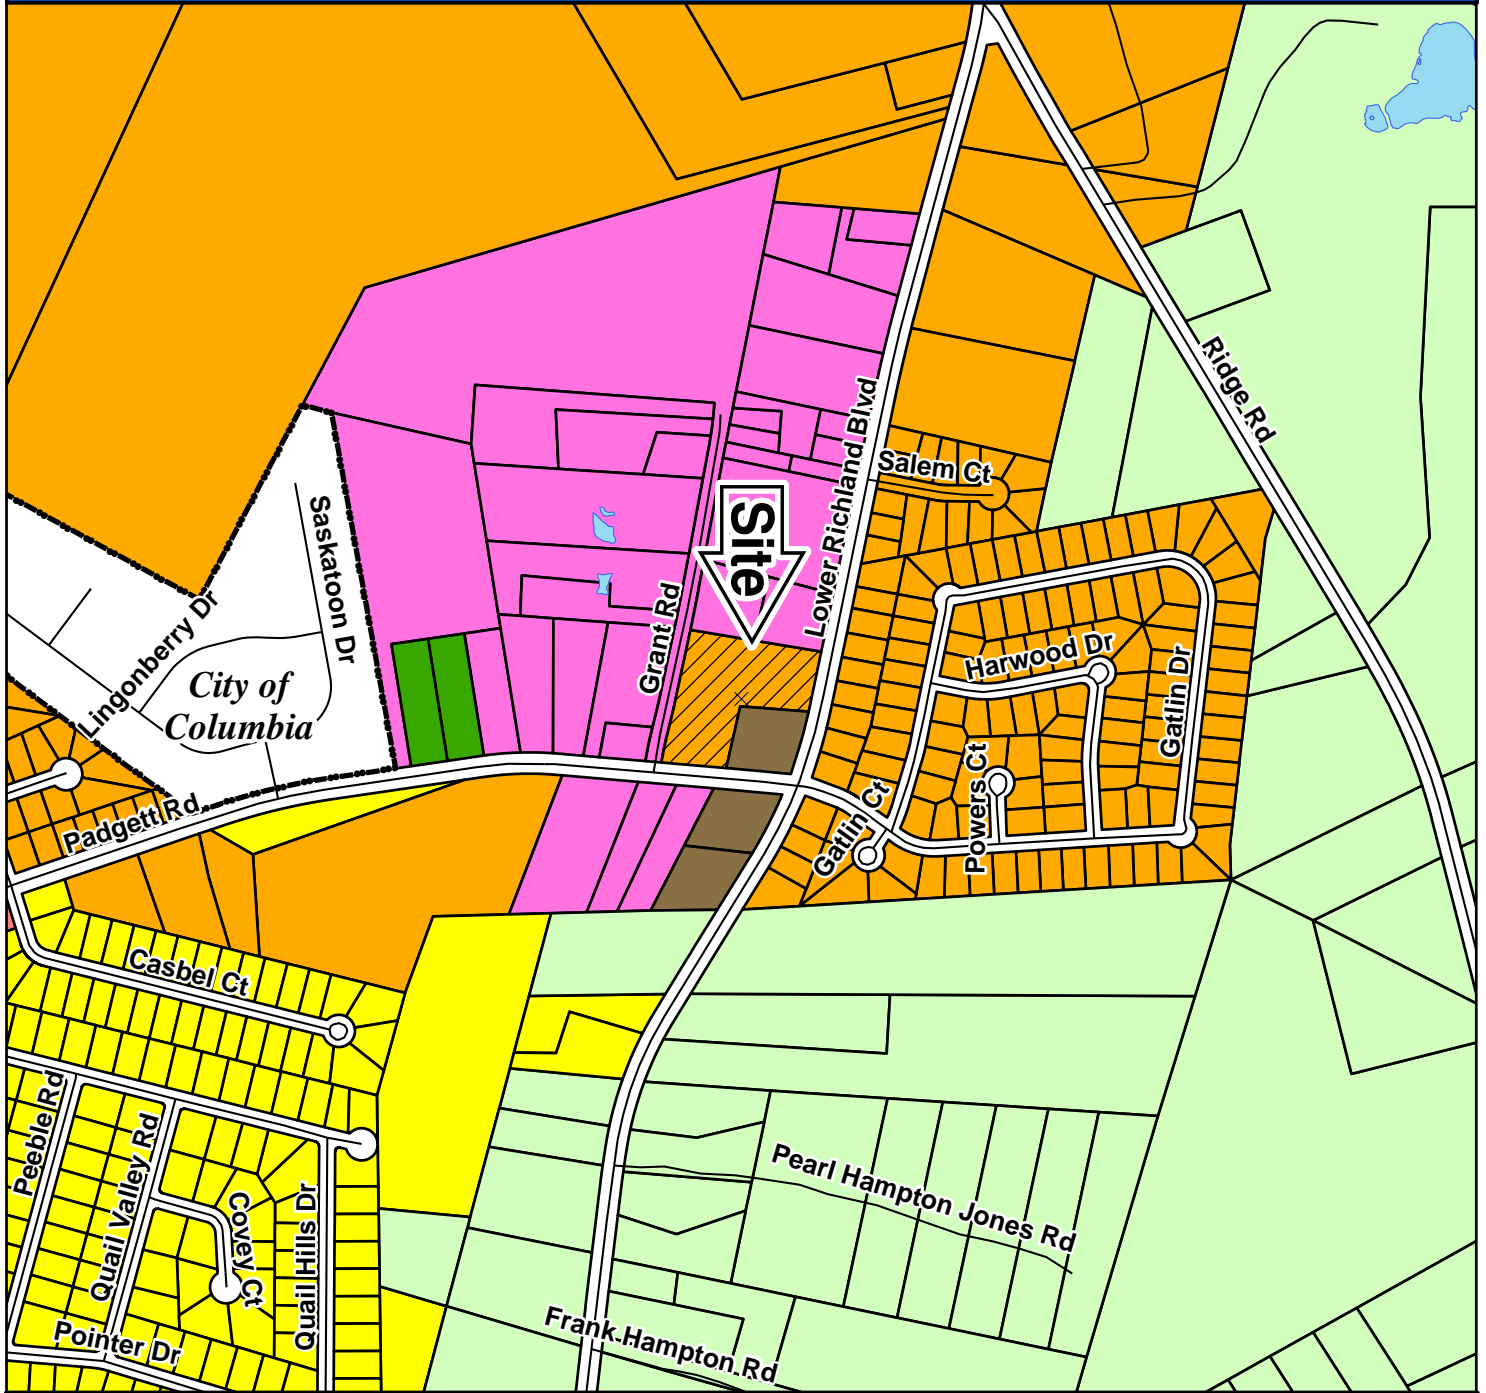 Ridge Rd
Lower Richland Blvd
Salem Ct
Site
Saskatoon Dr
Lingonberry Dr
Grant Rd
City of
Columbia
Harwood Dr
Gatlin Dr
Powers Ct
Gatlin Ct
Padgett Rd
Casbel Ct
Peeble Rd
Quail Valley Rd
Covey Ct
Quail Hills Dr
Pearl Hampton Jones Rd
Frank Hampton Rd
Pointer Dr